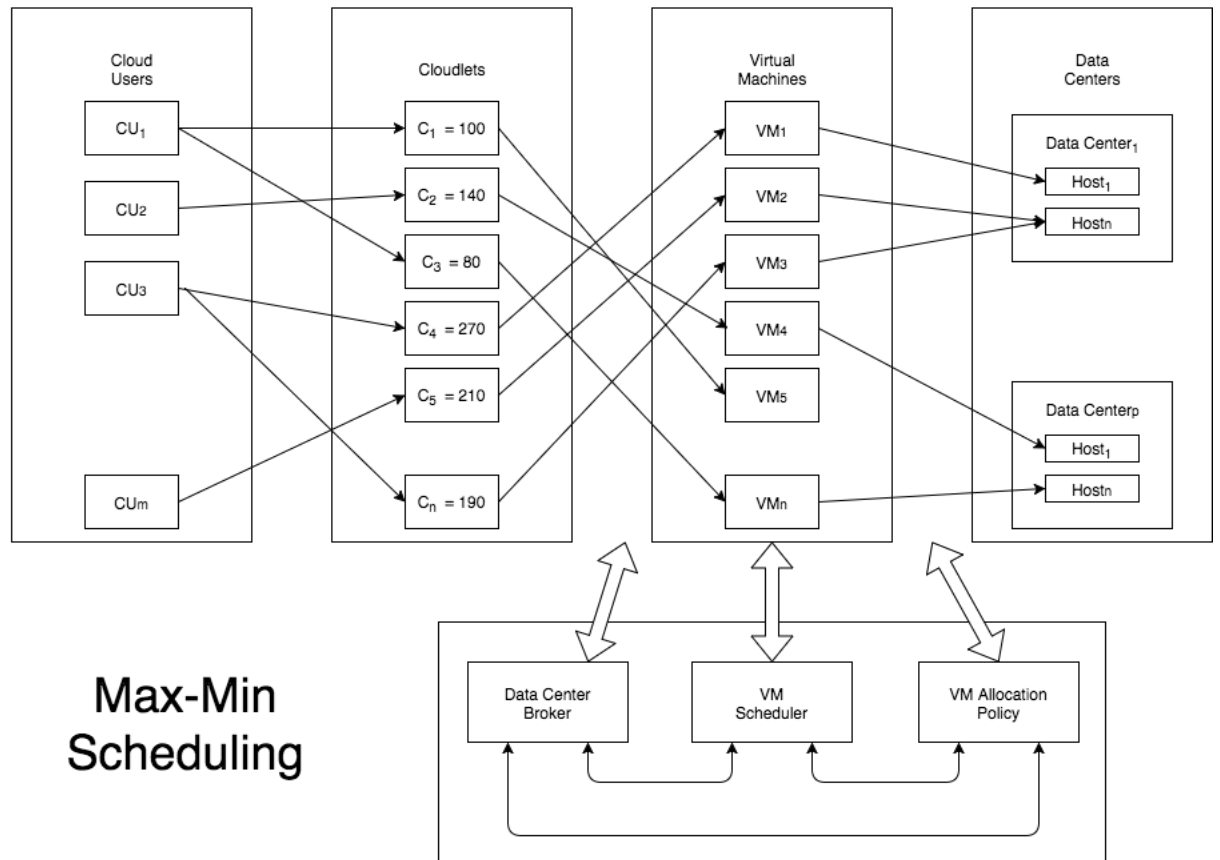 Cloud
Users
CU₁
CU₂
CU₃
CUm
Cloudlets
C₁ = 100
C₂ = 140
C₃ = 80
C₄ = 270
C₅ = 210
Cₙ = 190
Virtual
Machines
VM₁
VM₂
VM₃
VM₄
VM₅
VMn
Data
Centers
Data Center₁
Host₁
Hostn
Data Centerp
Host₁
Hostn
Max-Min
Scheduling
Data Center
Broker
VM
Scheduler
VM Allocation
Policy